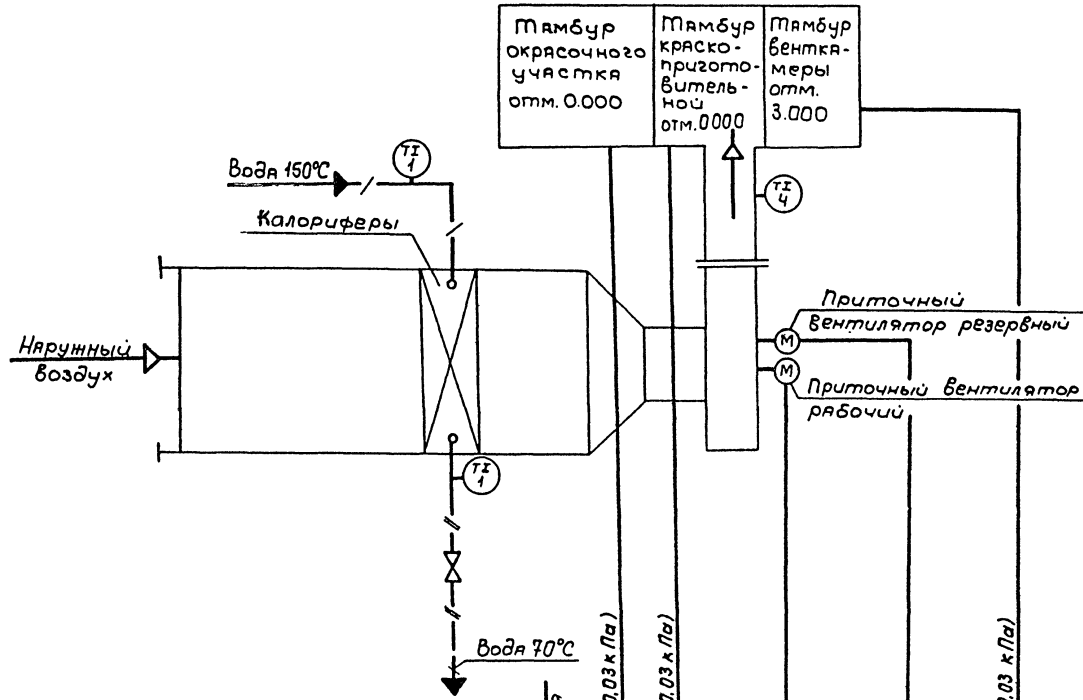 Тамбур
окрасочного
участка
отм. 0.000
Тамбур
краско-
пригото-
витель-
ной
отм. 0000
Тамбур
вентка-
меры
отм.
3.000
Вода 150°С
TI
1
TI
4
Калориферы
Наружный
воздух
Приточный
вентилятор резервный
М
М
Приточный вентилятор
рабочий
TI
1
Вода 70°С
0.03 кПа)
0.03 кПа)
0.03 кПа)